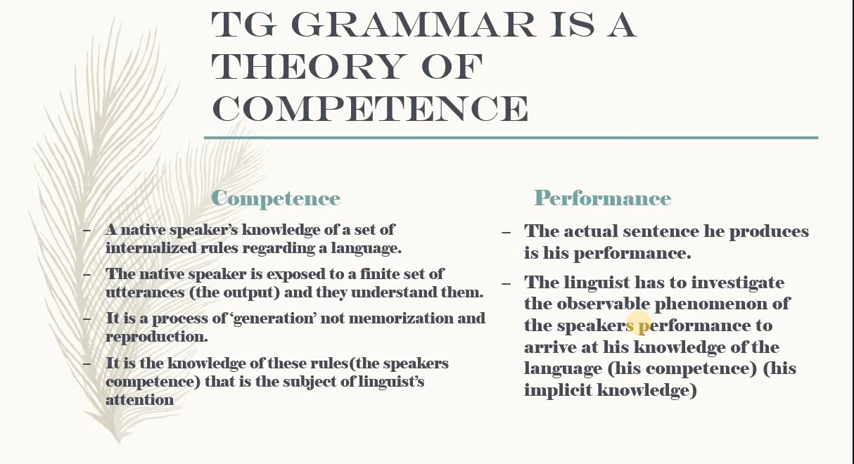 TG GRAMMAR IS A
THEORY OF
COMPETENCE
Competence
– A native speaker's knowledge of a set of
internalized rules regarding a language.
– The native speaker is exposed to a finite set of
utterances (the output) and they understand them.
– It is a process of 'generation' not memorization and
reproduction.
– It is the knowledge of these rules(the speakers
competence) that is the subject of linguist's
attention
Performance
– The actual sentence he produces
is his performance.
– The linguist has to investigate
the observable phenomenon of
the speakers performance to
arrive at his knowledge of the
language (his competence) (his
implicit knowledge)